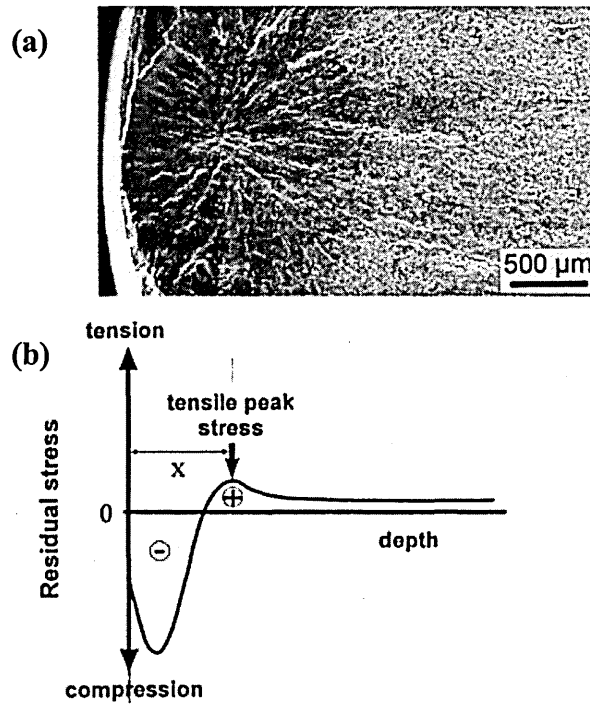 (a)
500 µm
(b)
tension
tensile peak
stress
X
Residual stress
0
+
depth
-
compression